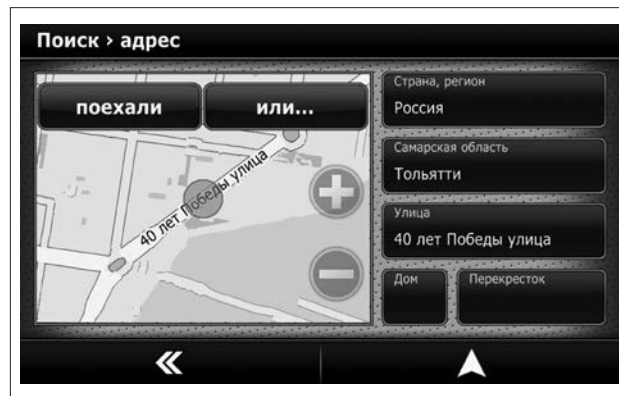 Поиск › адрес
поехали
или...
40 лет Победы улица
Страна, регион
Россия
Самарская область
Тольятти
Улица
40 лет Победы улица
Дом
Перекресток